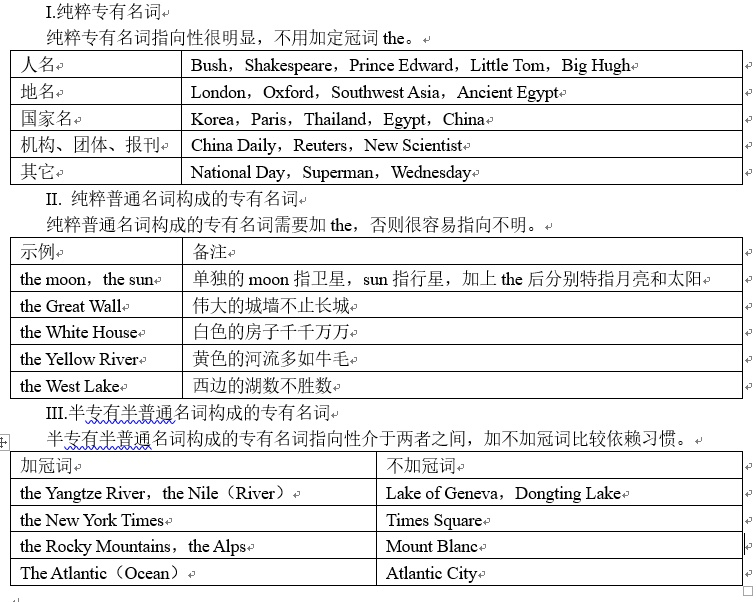 I.纯粹专有名词
纯粹专有名词指向性很明显，不用加定冠词 the。
人名 Bush，Shakespeare，Prince Edward，Little Tom，Big Hugh
地名 London，Oxford，Southwest Asia，Ancient Egypt
国家名 Korea，Paris，Thailand，Egypt，China
机构、团体、报刊 China Daily，Reuters，New Scientist
其它 National Day，Superman，Wednesday
II. 纯粹普通名词构成的专有名词
纯粹普通名词构成的专有名词需要加 the，否则很容易指向不明。
示例 备注
the moon，the sun 单独的 moon 指卫星，sun 指行星，加上 the 后分别特指月亮和太阳
the Great Wall 伟大的城墙不止长城
the White House 白色的房子千千万万
the Yellow River 黄色的河流多如牛毛
the West Lake 西边的湖数不胜数
III.半专有半普通名词构成的专有名词
半专有半普通名词构成的专有名词指向性介于两者之间，加不加冠词比较依赖习惯。
加冠词 不加冠词
the Yangtze River，the Nile（River） Lake of Geneva，Dongting Lake
the New York Times Times Square
the Rocky Mountains，the Alps Mount Blanc
The Atlantic（Ocean） Atlantic City